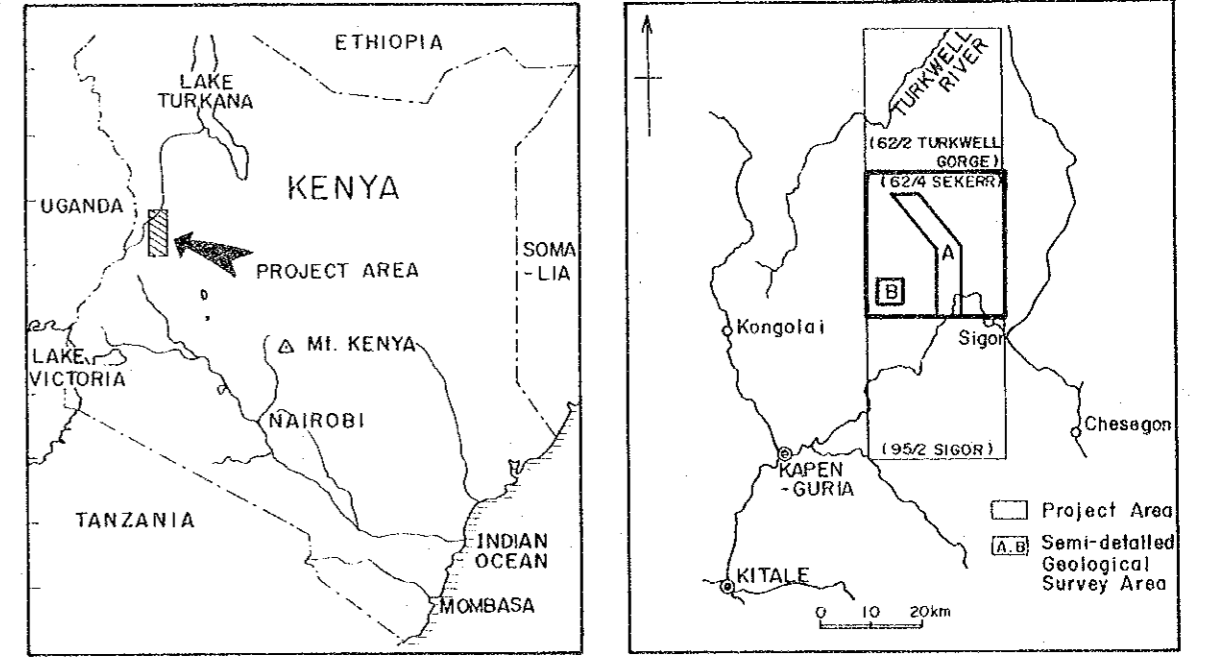 ETHIOPIA
LAKE
TURKANA
KENYA
UGANDA
SOMA
-LIA
PROJECT AREA
Mt. KENYA
LAKE
VICTORIA
NAIROBI
TANZANIA
INDIAN
OCEAN
MOMBASA
TURKWELL
RIVER
(62/2 TURKWELL
GORGE)
(62/4 SEKERR)
A
B
Kongolai
Sigor
Chesegon
(95/2 SIGOR)
KAPEN
-GURIA
Project Area
A.B Semi-detailed
Geological
Survey Area
KITALE
0 10 20km